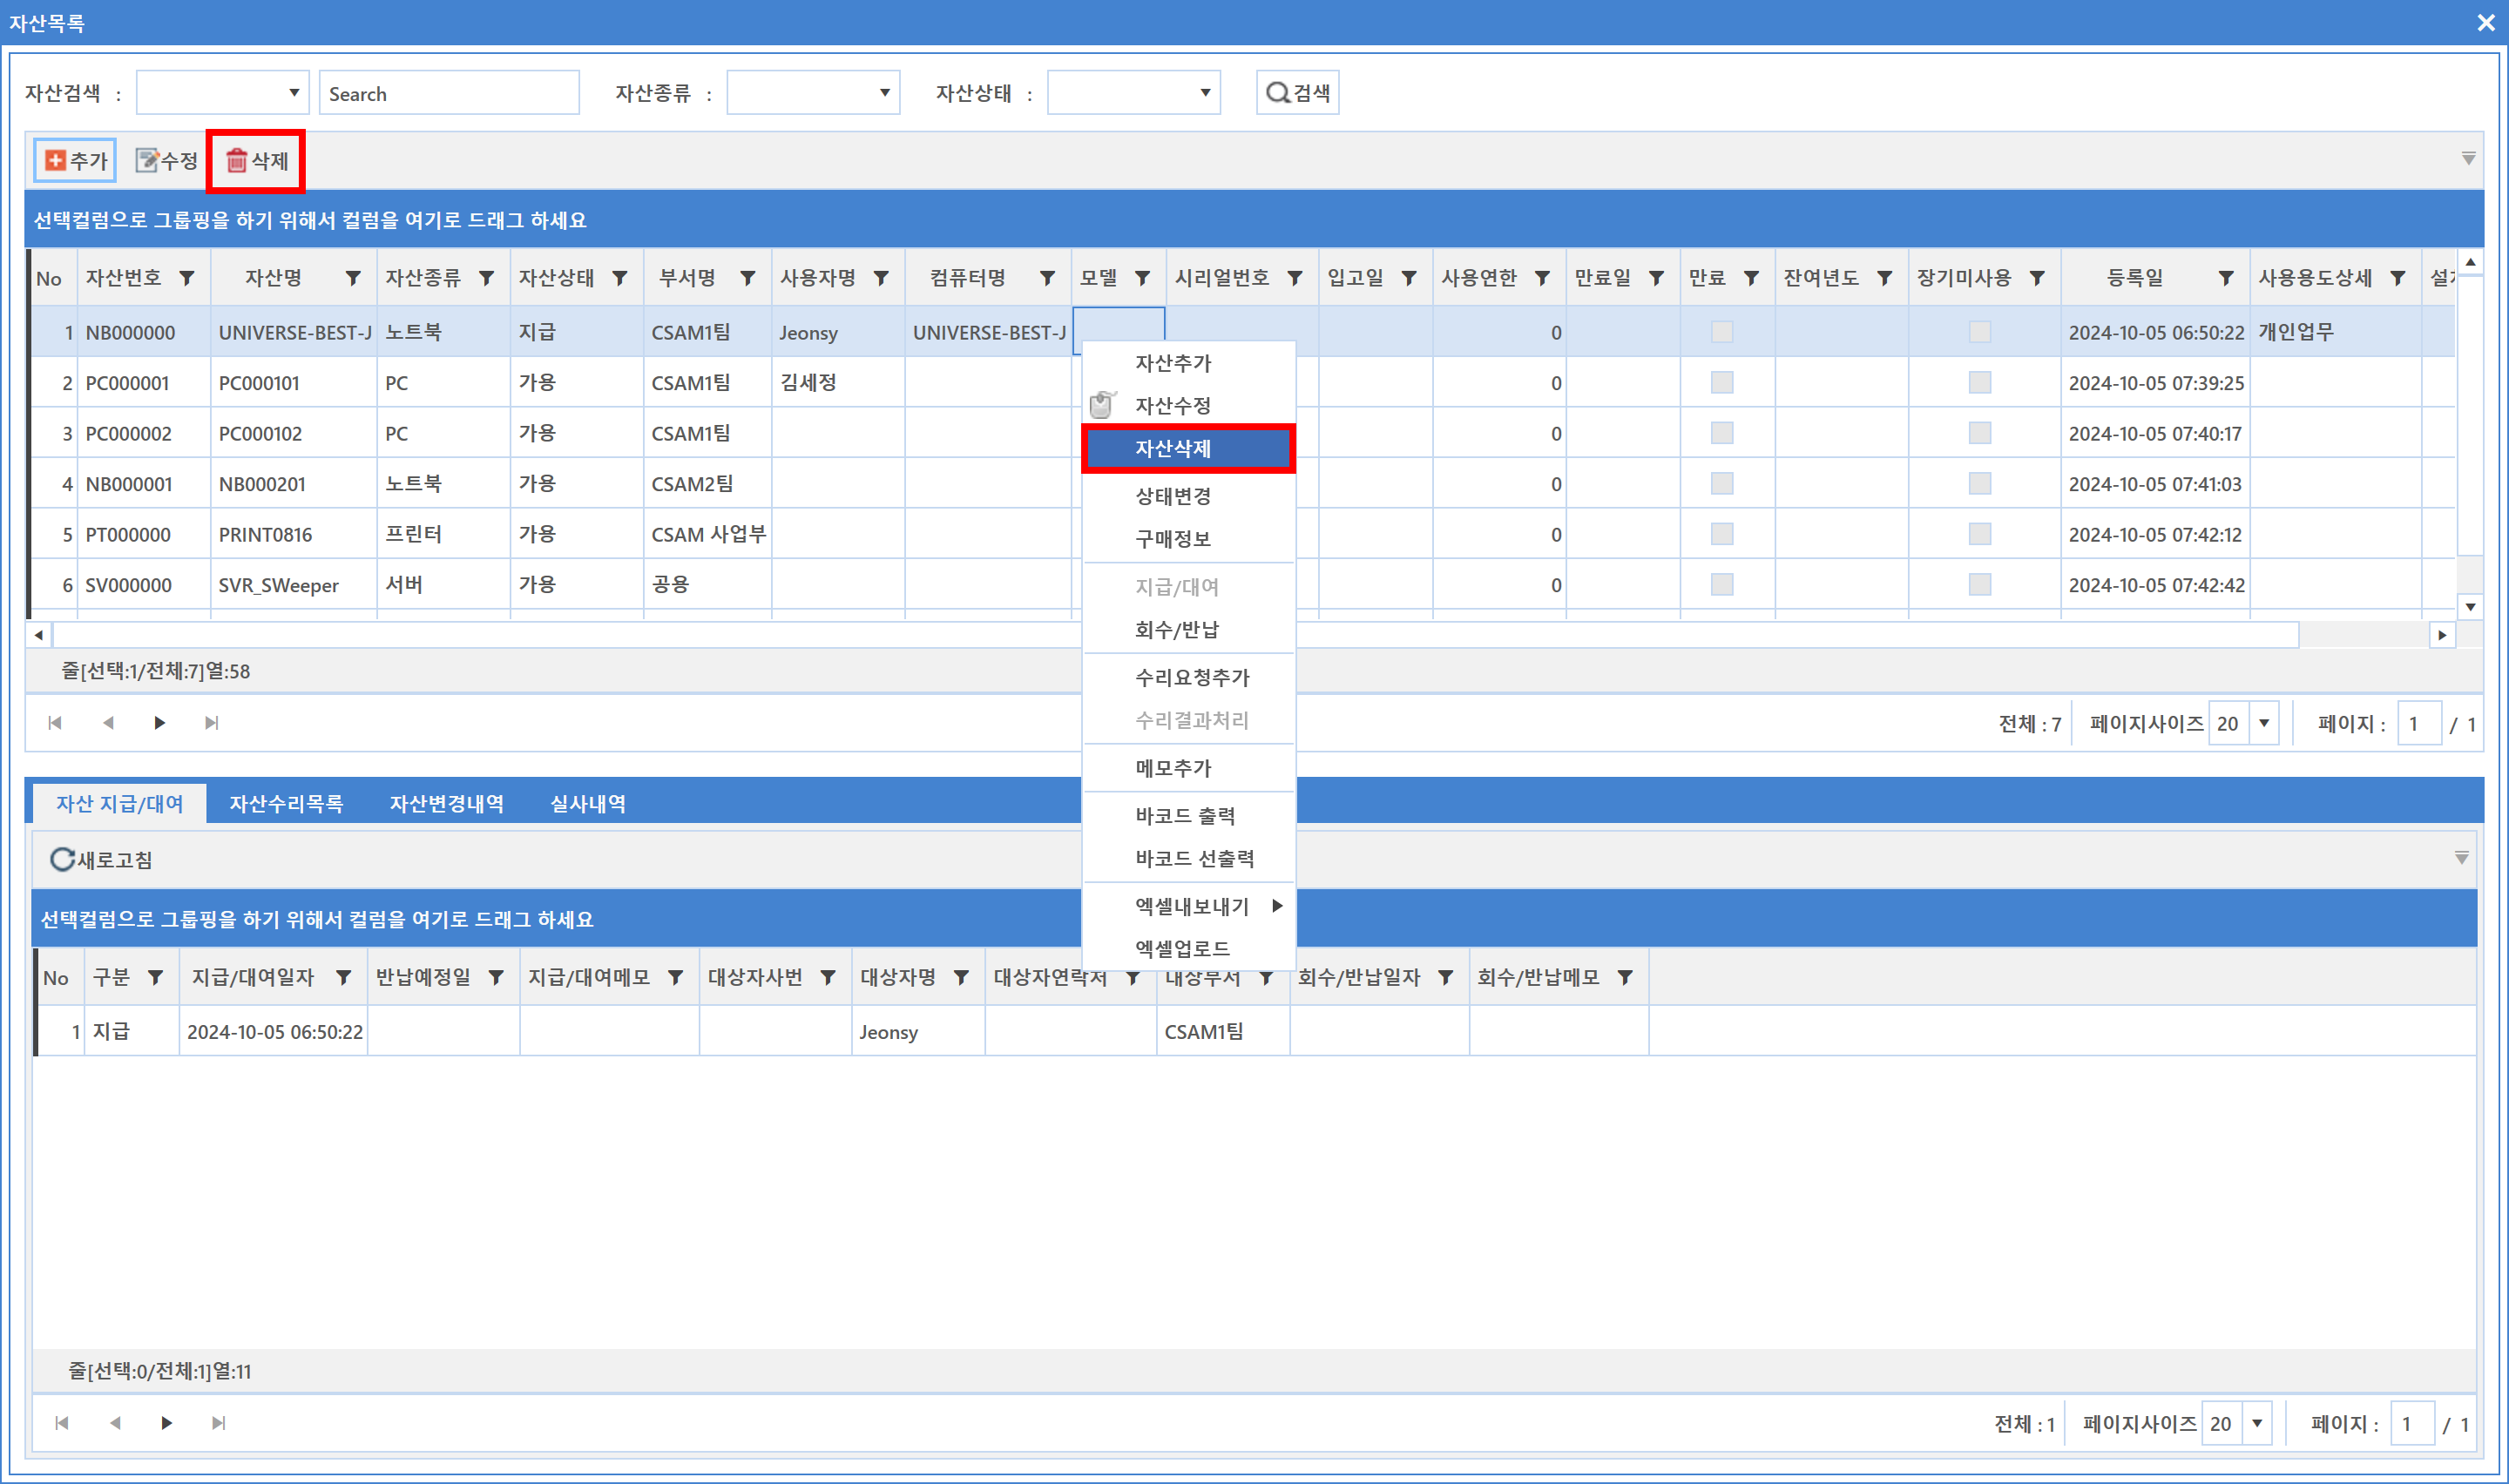 자산목록
자산검색 : Search 자산종류 : 자산상태 : 검색
추가 수정 삭제
선택컬럼으로 그룹핑을 하기 위해서 컬럼을 여기로 드래그 하세요
No 자산번호 자산명 자산종류 자산상태 부서명 사용자명 컴퓨터명 모델 시리얼번호 입고일 사용연한 만료일 만료 잔여년도 장기미사용 등록일 사용용도상세
1 NB000000 UNIVERSE-BEST-J 노트북 지급 CSAM1팀 Jeonsy UNIVERSE-BEST-J 0 2024-10-05 06:50:22 개인업무
2 PC000001 PC000101 PC 가용 CSAM1팀 김세정 0 2024-10-05 07:39:25
3 PC000002 PC000102 PC 가용 CSAM1팀 0 2024-10-05 07:40:17
4 NB000001 NB000201 노트북 가용 CSAM2팀 0 2024-10-05 07:41:03
5 PT000000 PRINT0816 프린터 가용 CSAM 사업부 0 2024-10-05 07:42:12
6 SV000000 SVR_SWeeper 서버 가용 공용 0 2024-10-05 07:42:42
자산추가
자산수정
자산삭제
상태변경
구매정보
지급/대여
회수/반납
수리요청추가
수리결과처리
메모추가
바코드 출력
바코드 선출력
엑셀내보내기
엑셀업로드
줄[선택:1/전체:7]열:58
전체 : 7 페이지사이즈 20 페이지 : 1 / 1
자산 지급/대여 자산수리목록 자산변경내역 실사내역
새로고침
선택컬럼으로 그룹핑을 하기 위해서 컬럼을 여기로 드래그 하세요
No 구분 지급/대여일자 반납예정일 지급/대여메모 대상자사번 대상자명 대상자연락처 대상부서 회수/반납일자 회수/반납메모
1 지급 2024-10-05 06:50:22 Jeonsy CSAM1팀
줄[선택:0/전체:1]열:11
전체 : 1 페이지사이즈 20 페이지 : 1 / 1